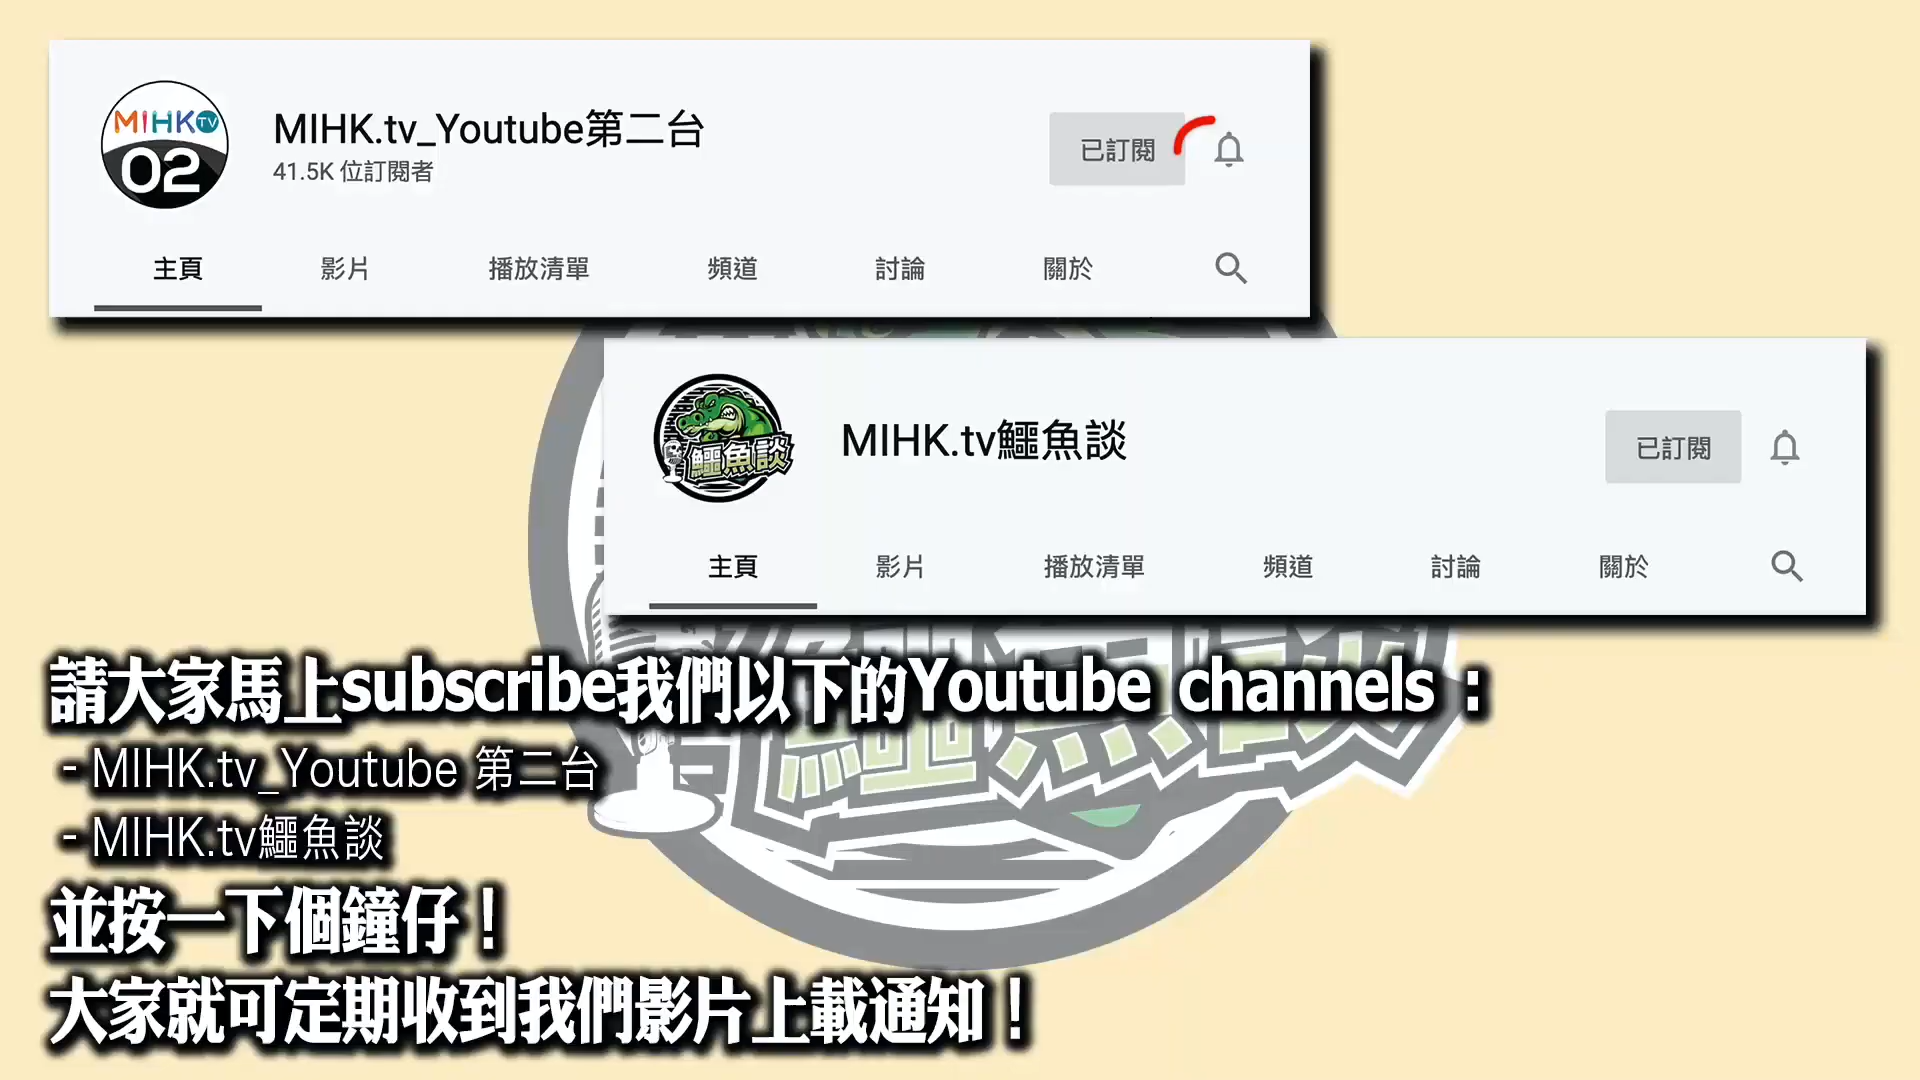 MIHKTV
02
MIHK.tv_Youtube第二台
41.5K 位訂閱者
已訂閱
主頁 影片 播放清單 頻道 討論 關於
鱷魚談
MIHK.tv鱷魚談
已訂閱
主頁 影片 播放清單 頻道 討論 關於
鱷魚談
請大家馬上subscribe我們以下的Youtube channels：
- MIHK.tv_Youtube 第二台
- MIHK.tv鱷魚談
並按一下個鐘仔！
大家就可定期收到我們影片上載通知！